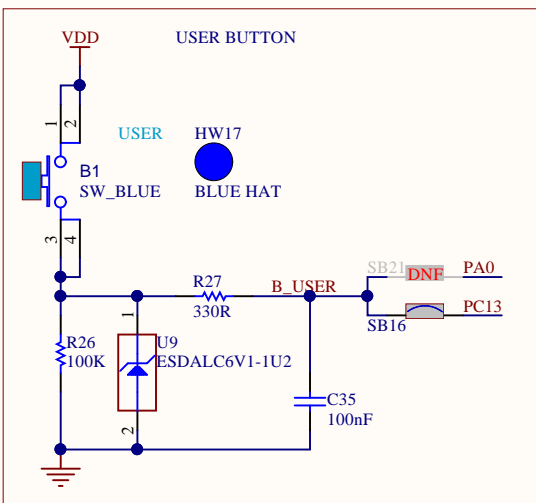 VDD
USER BUTTON
1
2
USER
HW17
B1
SW_BLUE
BLUE HAT
3
4
R27
330R
B_USER
SB21
DNF
PA0
PC13
SB16
1
R26
100K
U9
ESDALC6V1-1U2
2
C35
100nF